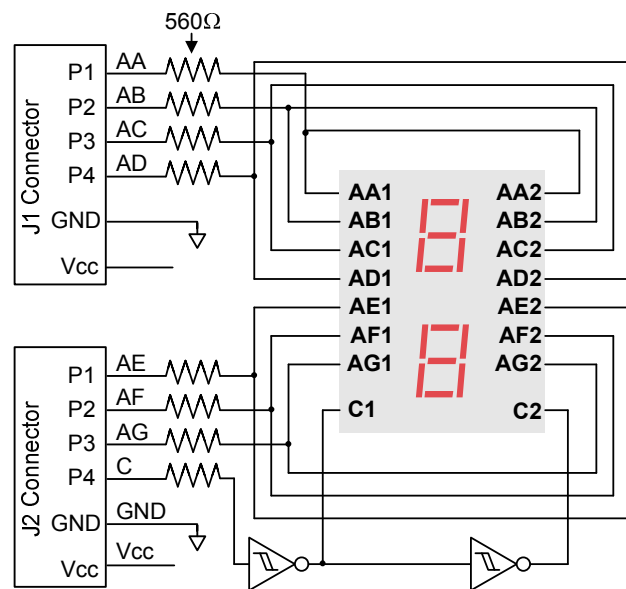 560Ω
J1 Connector
P1 AA
P2 AB
P3 AC
P4 AD
GND
Vcc
AA1 AA2
AB1 AB2
AC1 AC2
AD1 AD2
AE1 AE2
AF1 AF2
AG1 AG2
C1 C2
8
8
J2 Connector
P1 AE
P2 AF
P3 AG
P4 C
GND GND
Vcc Vcc